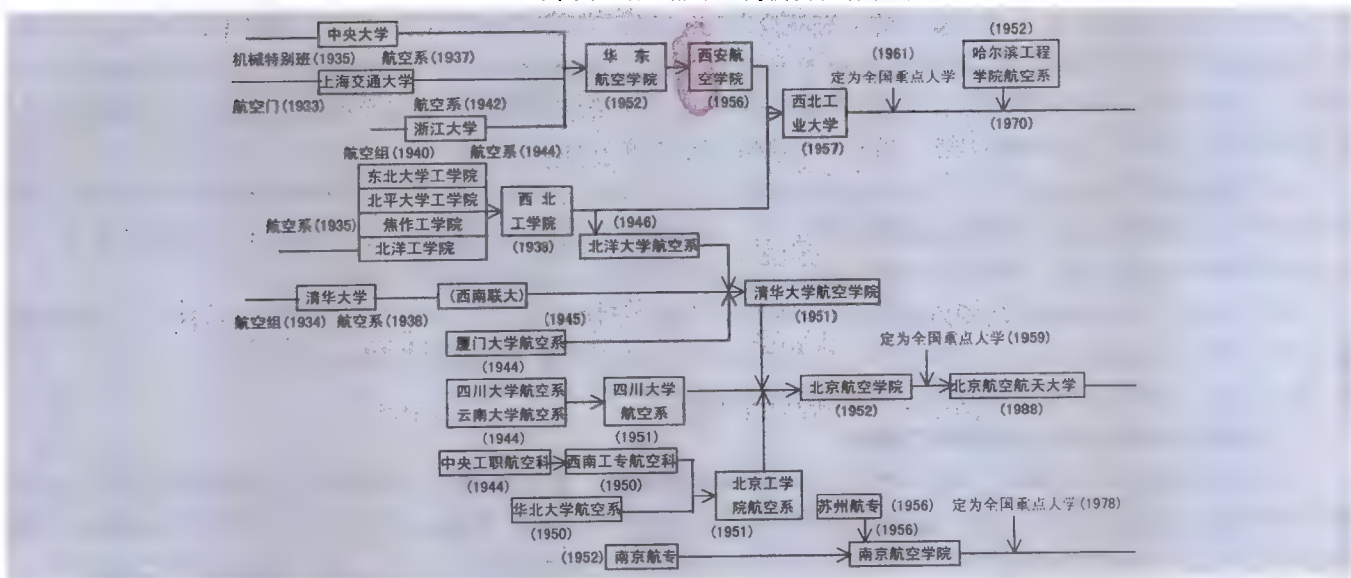 中央大学
机械特别班(1935) 航空系(1937)
上海交通大学
航空门(1933)
航空系(1942)
浙江大学
航空组(1940) 航空系(1944)
华东
航空学院
(1952)
西安航
空学院
(1956)
西北工
业大学
(1957)
(1961)
定为全国重点人学
(1952)
哈尔滨工程
学院航空系
(1970)
东北大学工学院
北平大学工学院
焦作工学院
北洋工学院
航空系(1935)
西北
工学院
(1938)
(1946)
北洋大学航空系
清华大学
航空组(1934) 航空系(1938)
(西南联大)
(1945)
清华大学航空学院
(1951)
厦门大学航空系
(1944)
四川大学航空系
云南大学航空系
(1944)
四川大学
航空系
(1951)
北京航空学院
(1952)
定为全国重点人学(1959)
北京航空航天大学
(1988)
中央工职航空科
(1944)
西南工专航空科
(1950)
华北大学航空系
(1950)
北京工学
院航空系
(1951)
苏州航专 (1956)
(1956)
定为全国重点人学(1978)
(1952) 南京航专
南京航空学院